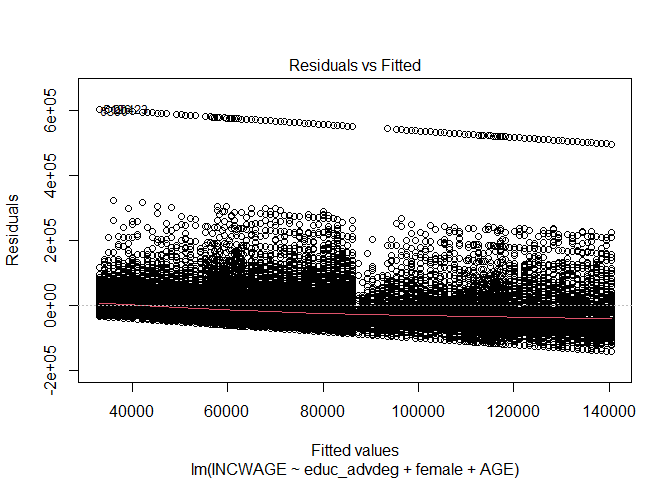 Residuals vs Fitted
Residuals
6e+05
4e+05
2e+05
0e+00
-2e+05
40000 60000 80000 100000 120000 140000
Fitted values
lm(INCWAGE ~ educ_advdeg + female + AGE)